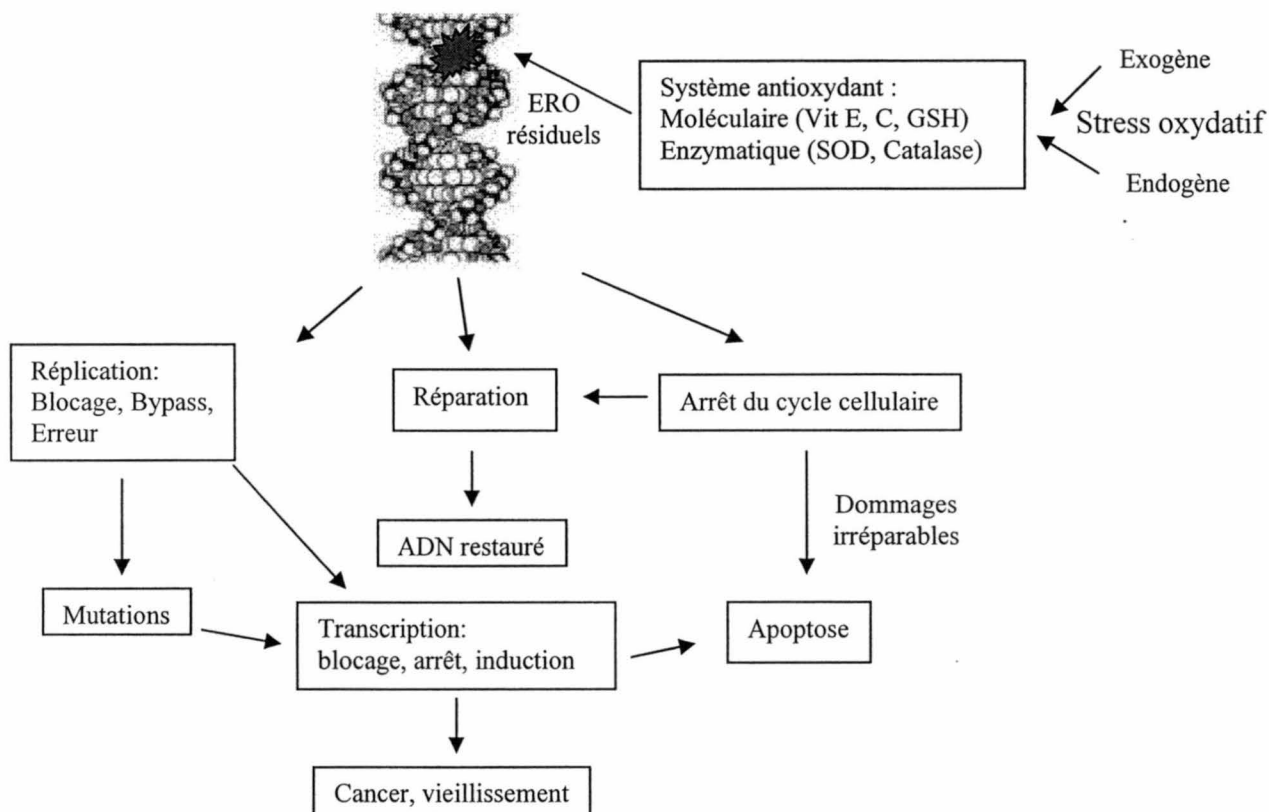 Exogène
Système antioxydant :
Moléculaire (Vit E, C, GSH)
Enzymatique (SOD, Catalase)
ERO
résiduels
Stress oxydatif
Endogène
Réplication:
Blocage, Bypass,
Erreur
Réparation
Arrêt du cycle cellulaire
Dommages
irréparables
ADN restauré
Mutations
Transcription:
blocage, arrêt, induction
Apoptose
Cancer, vieillissement